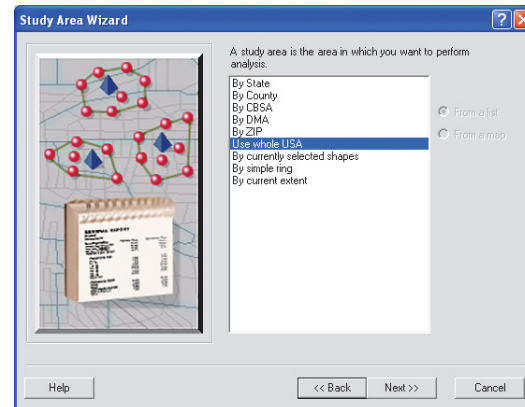 Study Area Wizard
A study area is the area in which you want to perform
analysis.
By State
By County
By CBSA
By DMA
By ZIP
Use whole USA
By currently selected shapes
By simple ring
By current extent
From a list
From a map
Help
<< Back
Next >>
Cancel